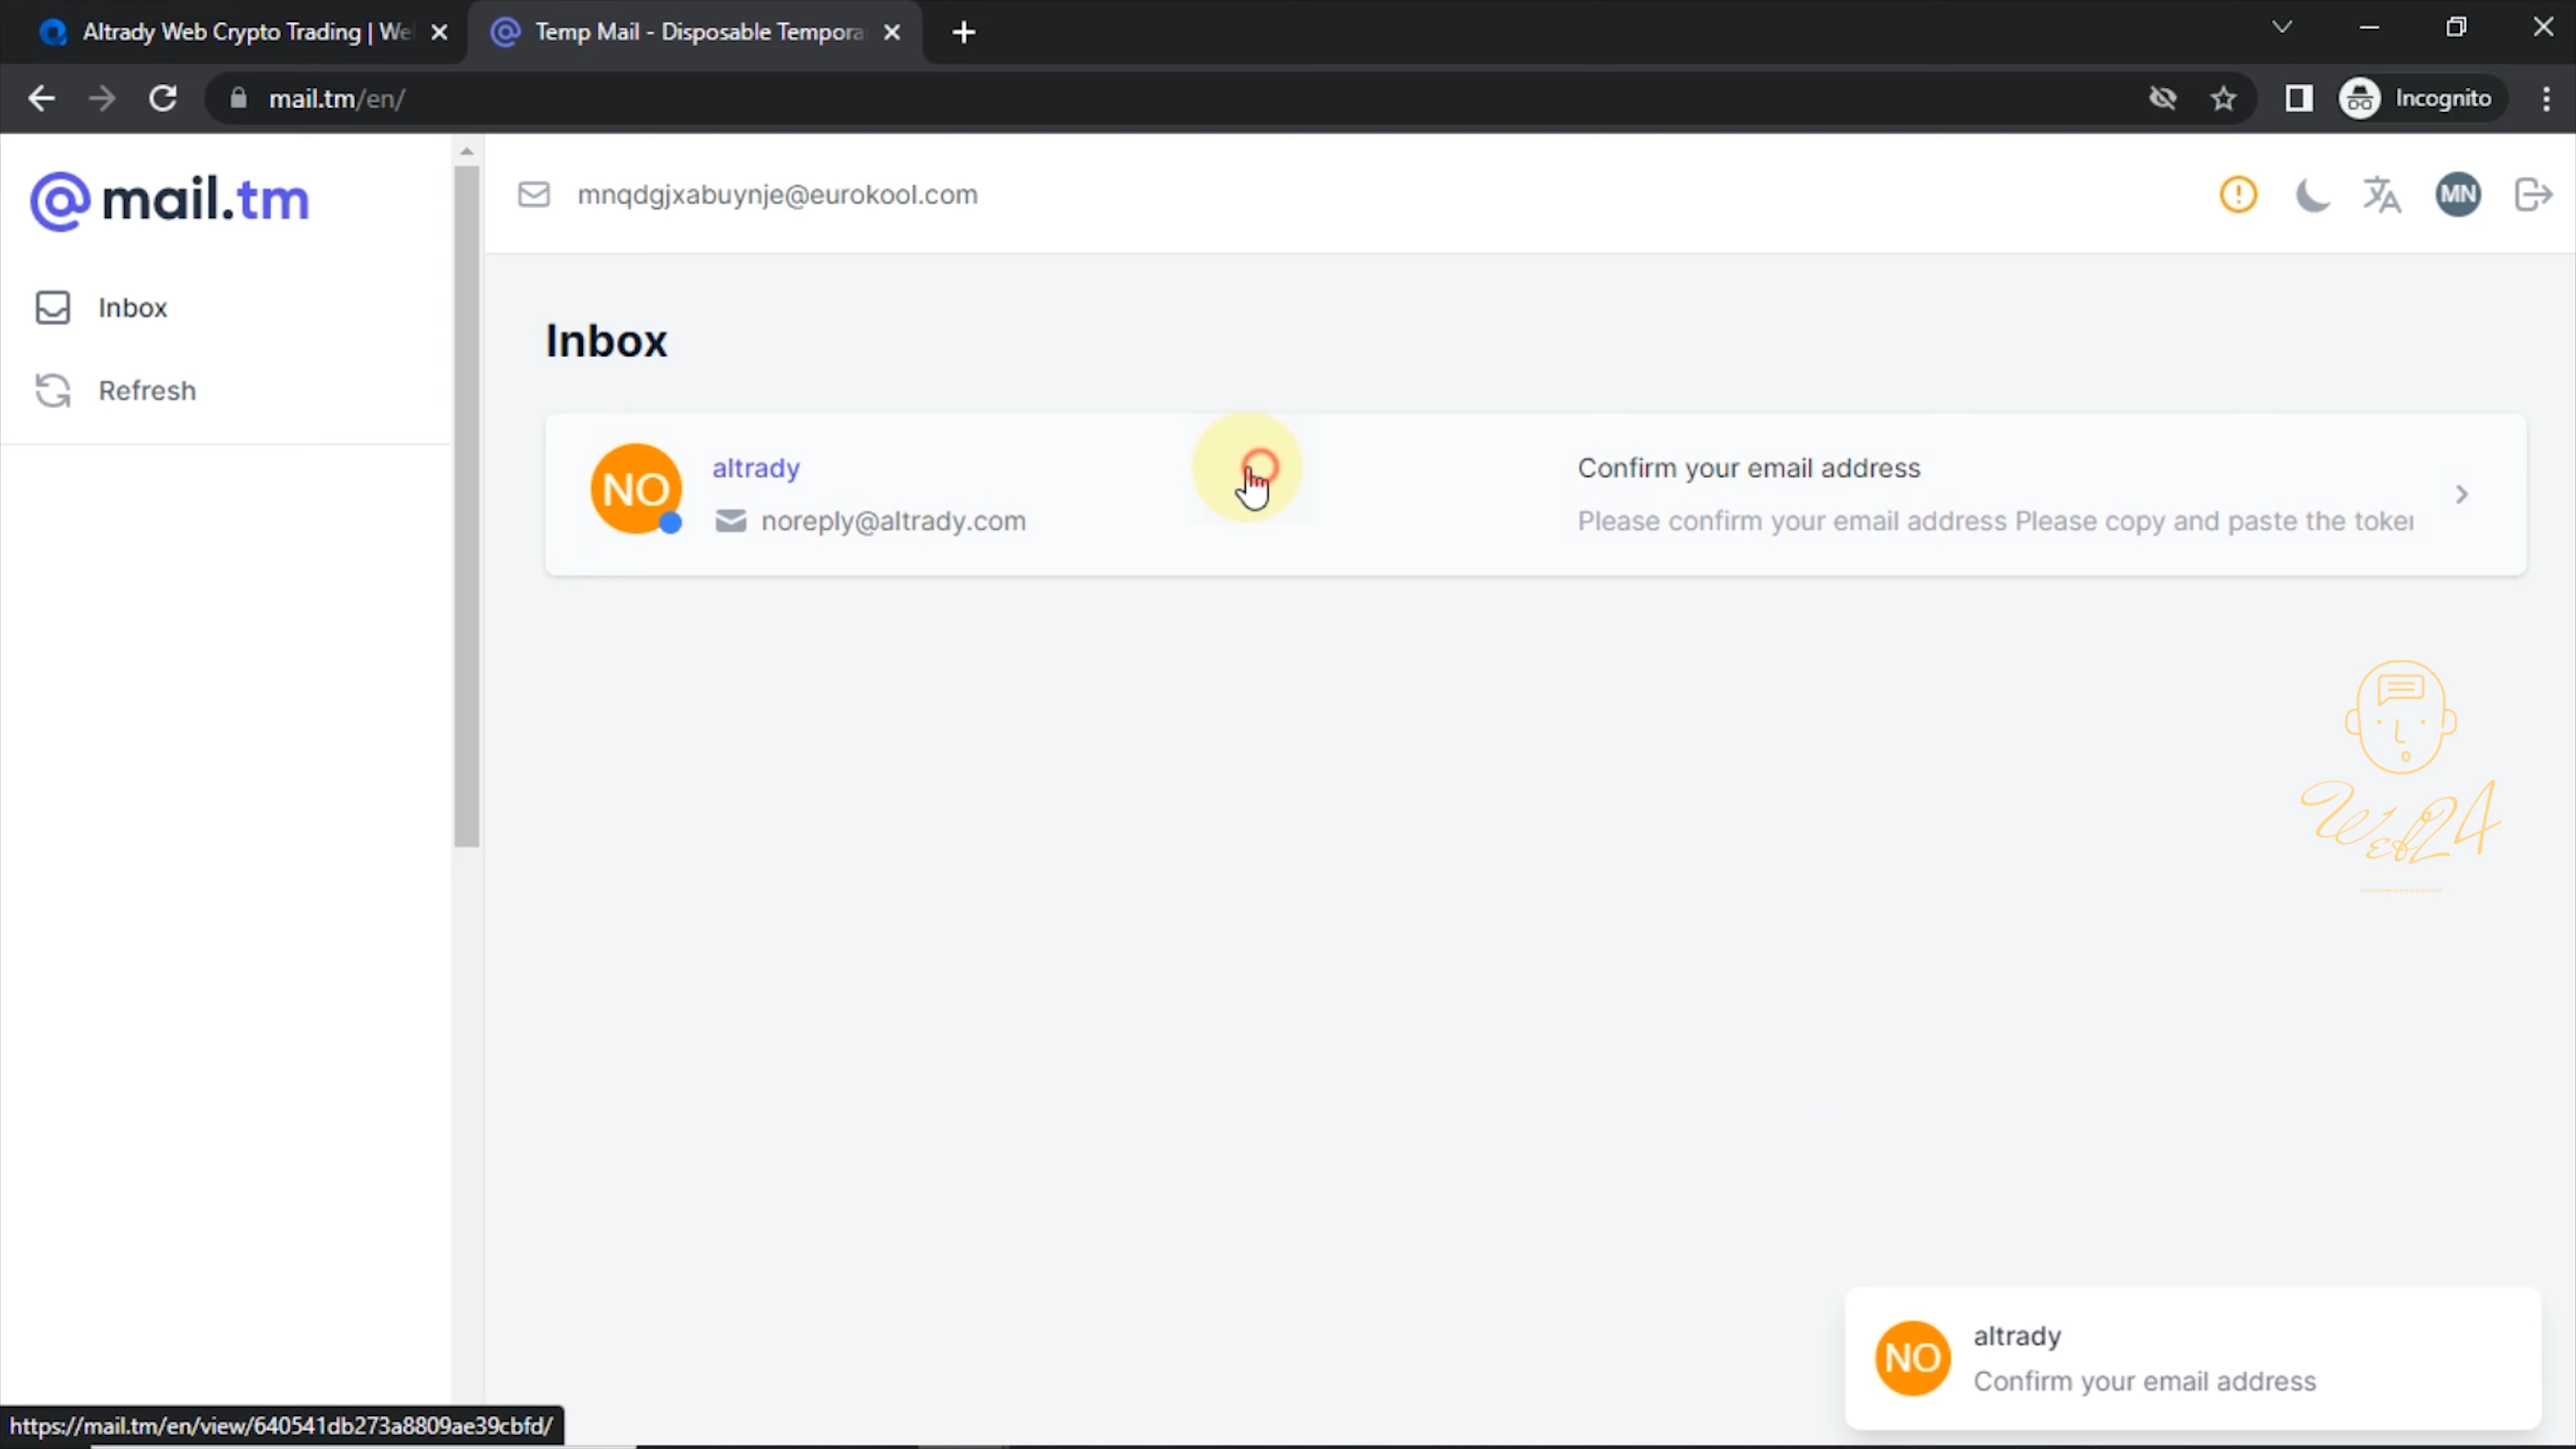 Altrady Web Crypto Trading | We
Temp Mail - Disposable Tempora
mail.tm/en/
Incognito
mail.tm
mnqdgjxabuynje@eurokool.com
MN
Inbox
Refresh
Inbox
NO
altrady
noreply@altrady.com
Confirm your email address
Please confirm your email address Please copy and paste the token
Web24
NO
altrady
Confirm your email address
https://mail.tm/en/view/640541db273a8809ae39cbfd/